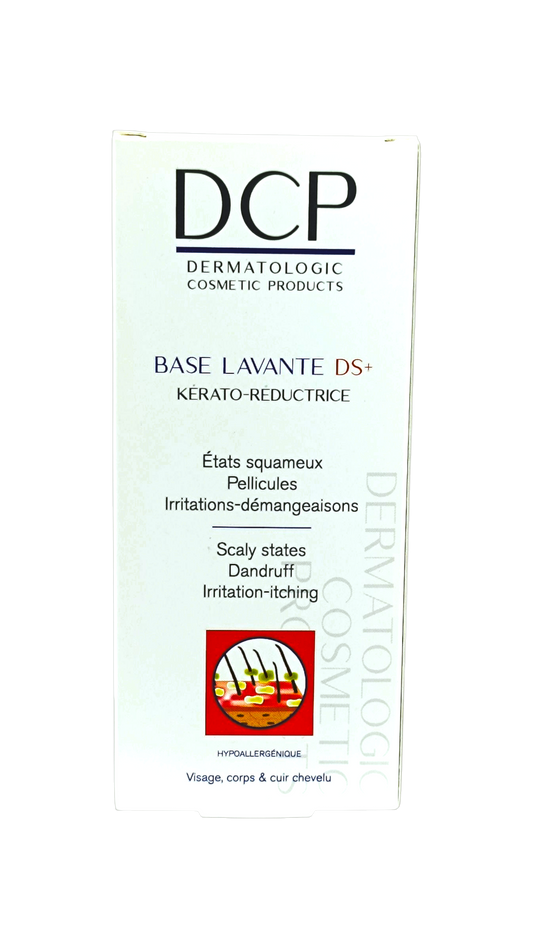 DCP
DERMATOLOGIC
COSMETIC PRODUCTS
BASE LAVANTE DS+
KÉRATO-RÉDUCTRICE
États squameux
Pellicules
Irritations-démangeaisons
Scaly states
Dandruff
Irritation-itching
HYPOALLERGÉNIQUE
Visage, corps & cuir chevelu
DERMATOLOGIC
COSMETIC